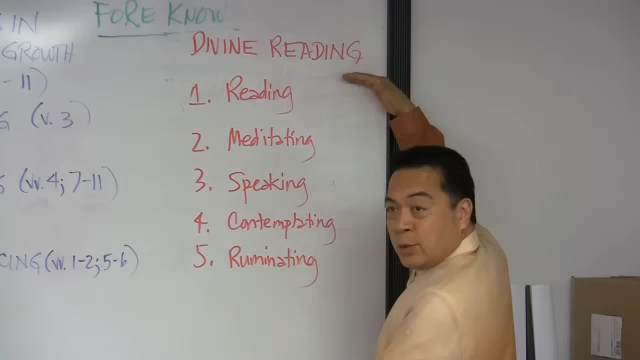 IN
FORE KNOW
GROWTH
- 11)
(v. 3)
(vv. 4; 7-11)
(vv. 1-2; 5-6)
DIVINE READING
1. Reading
2. Meditating
3. Speaking
4. Contemplating
5. Ruminating